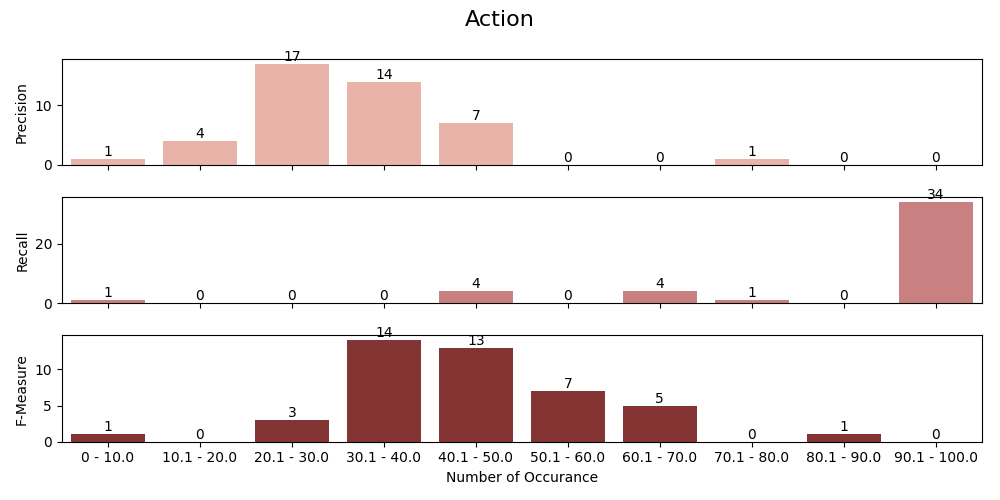 Action
Precision
10
0
1 4 17 14 7 0 0 1 0 0
Recall
20
0
1 0 0 0 4 0 4 1 0 34
F-Measure
10
5
0
1 0 3 14 13 7 5 0 1 0
0 - 10.0 10.1 - 20.0 20.1 - 30.0 30.1 - 40.0 40.1 - 50.0 50.1 - 60.0 60.1 - 70.0 70.1 - 80.0 80.1 - 90.0 90.1 - 100.0
Number of Occurance